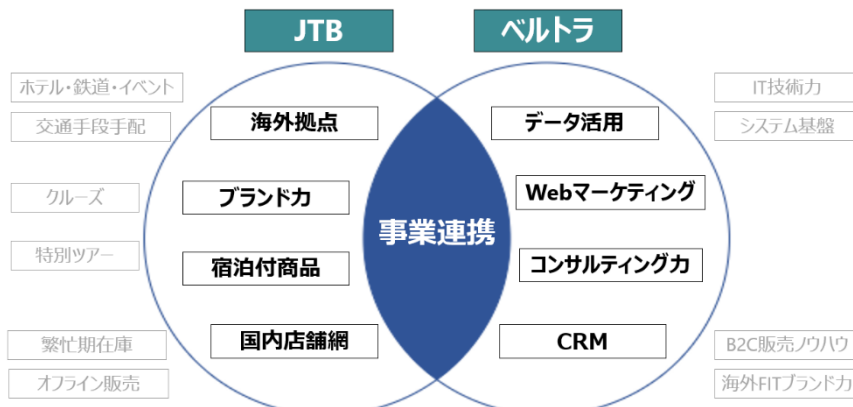 JTB
ベルトラ
ホテル・鉄道・イベント
交通手段手配
クルーズ
特別ツアー
繁忙期在庫
オフライン販売
海外拠点
ブランド力
宿泊付商品
国内店舗網
事業連携
データ活用
Webマーケティング
コンサルティング力
CRM
IT技術力
システム基盤
B2C販売ノウハウ
海外FITブランド力